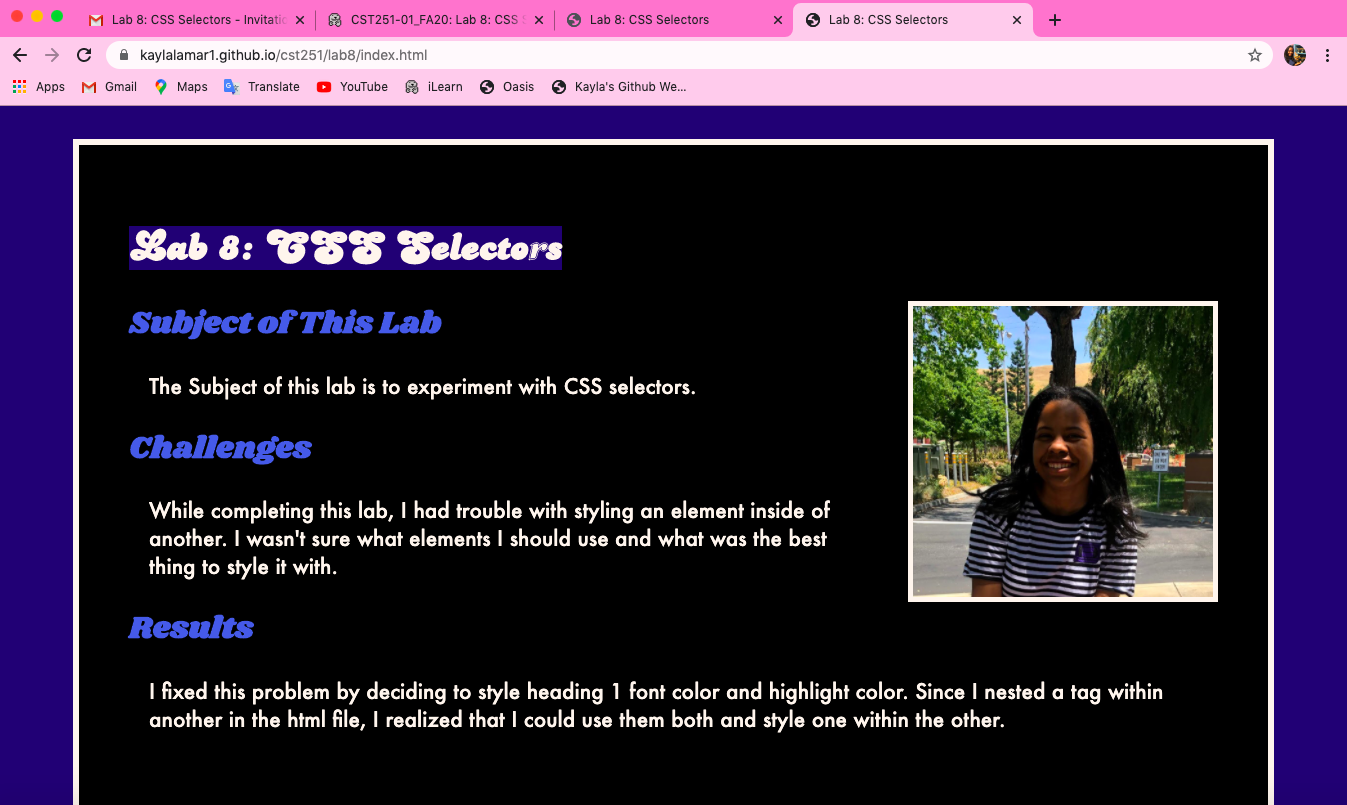 Lab 8: CSS Selectors - Invitatio
CST251-01_FA20: Lab 8: CSS S
Lab 8: CSS Selectors
Lab 8: CSS Selectors
kaylalamar1.github.io/cst251/lab8/index.html
Apps
Gmail
Maps
Translate
YouTube
iLearn
Oasis
Kayla's Github We...
Lab 8: CSS Selectors
Subject of This Lab
The Subject of this lab is to experiment with CSS selectors.
Challenges
While completing this lab, I had trouble with styling an element inside of
another. I wasn't sure what elements I should use and what was the best
thing to style it with.
Results
I fixed this problem by deciding to style heading 1 font color and highlight color. Since I nested a tag within
another in the html file, I realized that I could use them both and style one within the other.